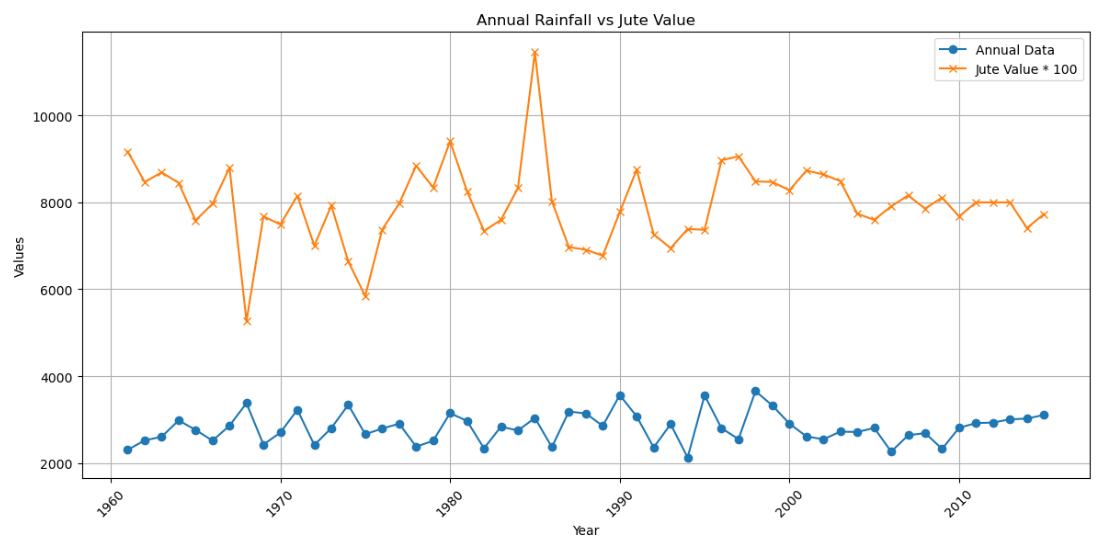 Annual Rainfall vs Jute Value
Annual Data
Jute Value * 100
Values
10000
8000
6000
4000
2000
1960
1970
1980
1990
2000
2010
Year